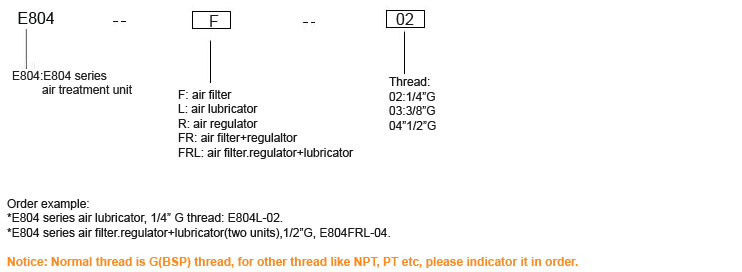 E804 -- F -- 02
E804:E804 series
air treatment unit
F: air filter
L: air lubricator
R: air regulator
FR: air filter+regulaltor
FRL: air filter.regulator+lubricator
Thread:
02:1/4”G
03:3/8”G
04”1/2”G
Order example:
*E804 series air lubricator, 1/4” G thread: E804L-02.
*E804 series air filter.regulator+lubricator(two units),1/2”G, E804FRL-04.
Notice: Normal thread is G(BSP) thread, for other thread like NPT, PT etc, please indicator it in order.